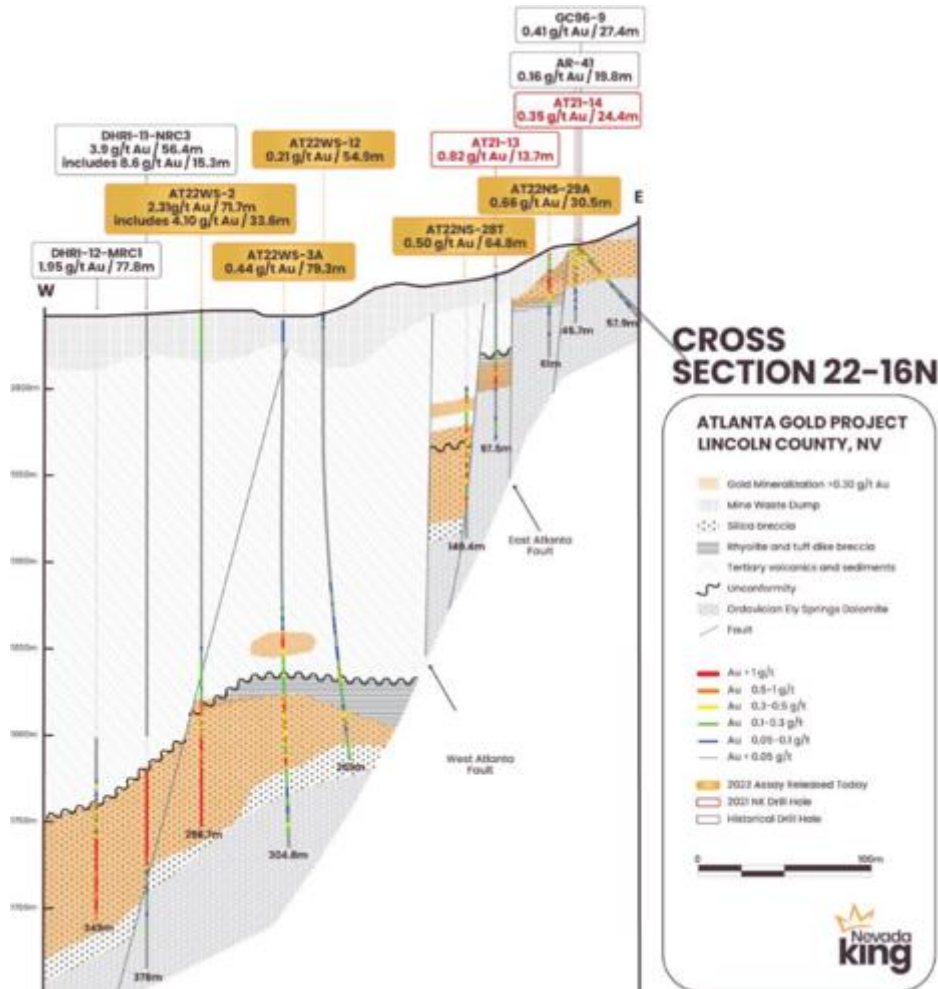 GC96-9
0.41 g/t Au / 27.4m
AR-41
0.16 g/t Au / 19.8m
AT21-14
0.35 g/t Au / 24.4m
DHRI-11-NRC3
3.9 g/t Au / 56.4m
includes 8.6 g/t Au / 15.3m
AT22WS-12
0.21 g/t Au / 54.9m
AT21-13
0.82 g/t Au / 13.7m
AT22WS-2
2.31g/t Au / 71.7m
includes 4.10 g/t Au / 33.8m
AT22NS-29A
0.66 g/t Au / 30.5m
E
AT22NS-28T
0.50 g/t Au / 64.8m
DHRI-12-MRC1
1.95 g/t Au / 77.8m
AT22WS-3A
0.44 g/t Au / 79.3m
W
45.7m
57.9m
61m
67.5m
149.4m
East Atlanta
Fault
West Atlanta
Fault
304.8m
349m
378m
CROSS
SECTION 22-16N
ATLANTA GOLD PROJECT
LINCOLN COUNTY, NV
Gold Mineralization >0.30 g/t Au
Mine Waste Dump
Silica breccia
Rhyolite and tuff dike breccia
Tertiary volcanics and sediments
Unconformity
Ordovician Ely Springs Dolomite
Fault
Au > 1 g/t
Au 0.5-1 g/t
Au 0.3-0.5 g/t
Au 0.1-0.3 g/t
Au 0.05-0.1 g/t
Au < 0.05 g/t
2022 Assay Released Today
2021 NK Drill Hole
Historical Drill Hole
0 100m
Nevada
king